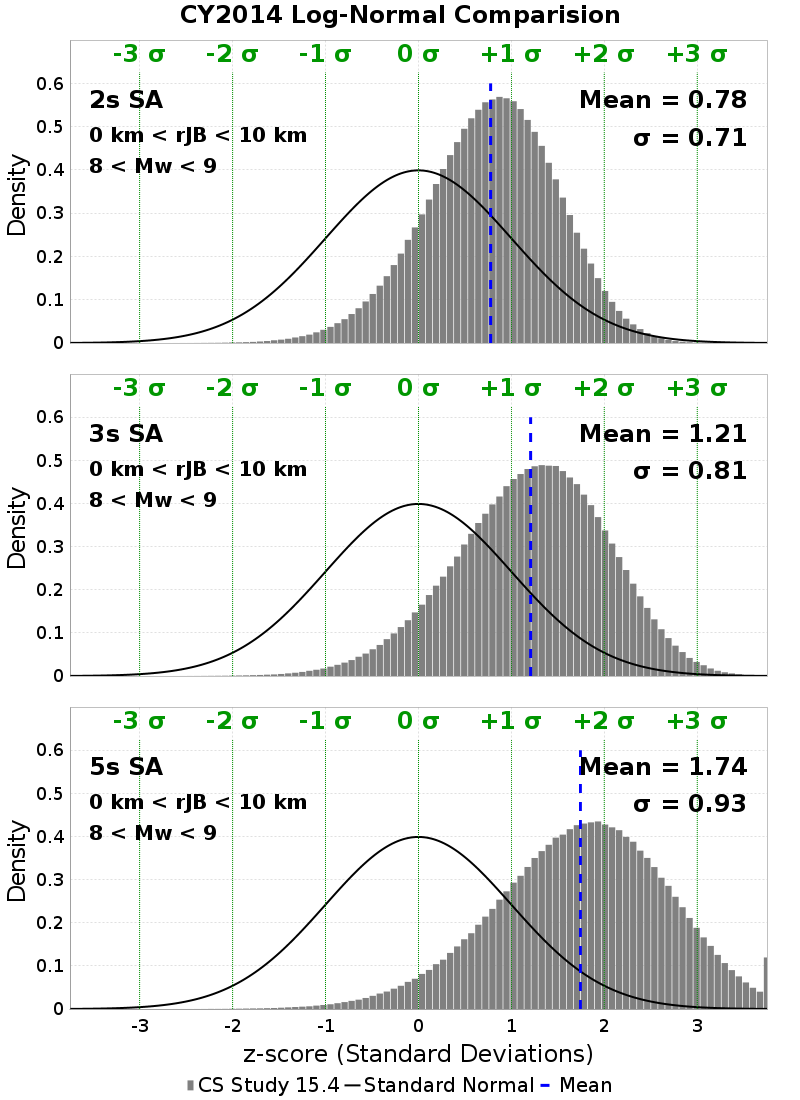 CY2014 Log-Normal Comparision
-3 σ -2 σ -1 σ 0 σ +1 σ +2 σ +3 σ
2s SA
0 km < rJB < 10 km
8 < Mw < 9
Mean = 0.78
σ = 0.71
Density
0.6
0.5
0.4
0.3
0.2
0.1
0
-3 σ -2 σ -1 σ 0 σ +1 σ +2 σ +3 σ
3s SA
0 km < rJB < 10 km
8 < Mw < 9
Mean = 1.21
σ = 0.81
Density
0.6
0.5
0.4
0.3
0.2
0.1
0
-3 σ -2 σ -1 σ 0 σ +1 σ +2 σ +3 σ
5s SA
0 km < rJB < 10 km
8 < Mw < 9
Mean = 1.74
σ = 0.93
Density
0.6
0.5
0.4
0.3
0.2
0.1
0
-3 -2 -1 0 1 2 3
z-score (Standard Deviations)
CS Study 15.4 Standard Normal Mean